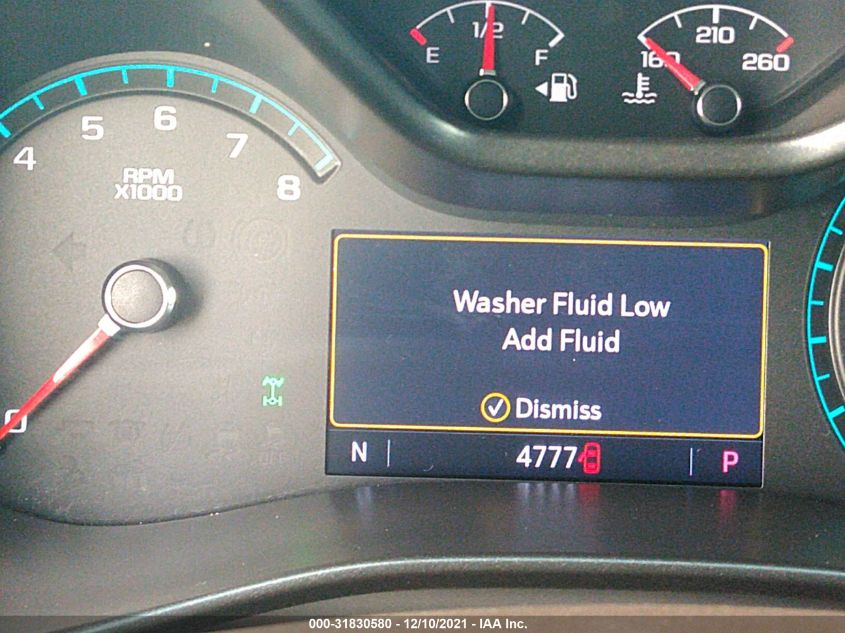 1/2
E
F
160
210
260
4
5
6
7
8
RPM
X1000
0
Washer Fluid Low
Add Fluid
Dismiss
N
4777
P
000-31830580 - 12/10/2021 - IAA Inc.